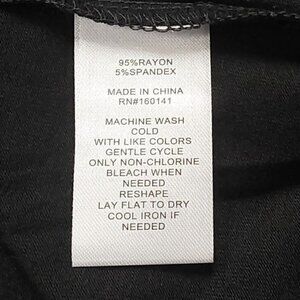 95%RAYON
5%SPANDEX
MADE IN CHINA
RN#160141
MACHINE WASH
COLD
WITH LIKE COLORS
GENTLE CYCLE
ONLY NON-CHLORINE
BLEACH WHEN
NEEDED
RESHAPE
LAY FLAT TO DRY
COOL IRON IF
NEEDED